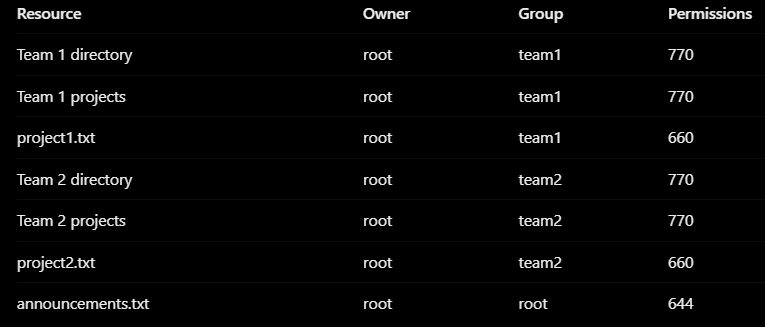 Resource Owner Group Permissions
Team 1 directory root team1 770
Team 1 projects root team1 770
project1.txt root team1 660
Team 2 directory root team2 770
Team 2 projects root team2 770
project2.txt root team2 660
announcements.txt root root 644